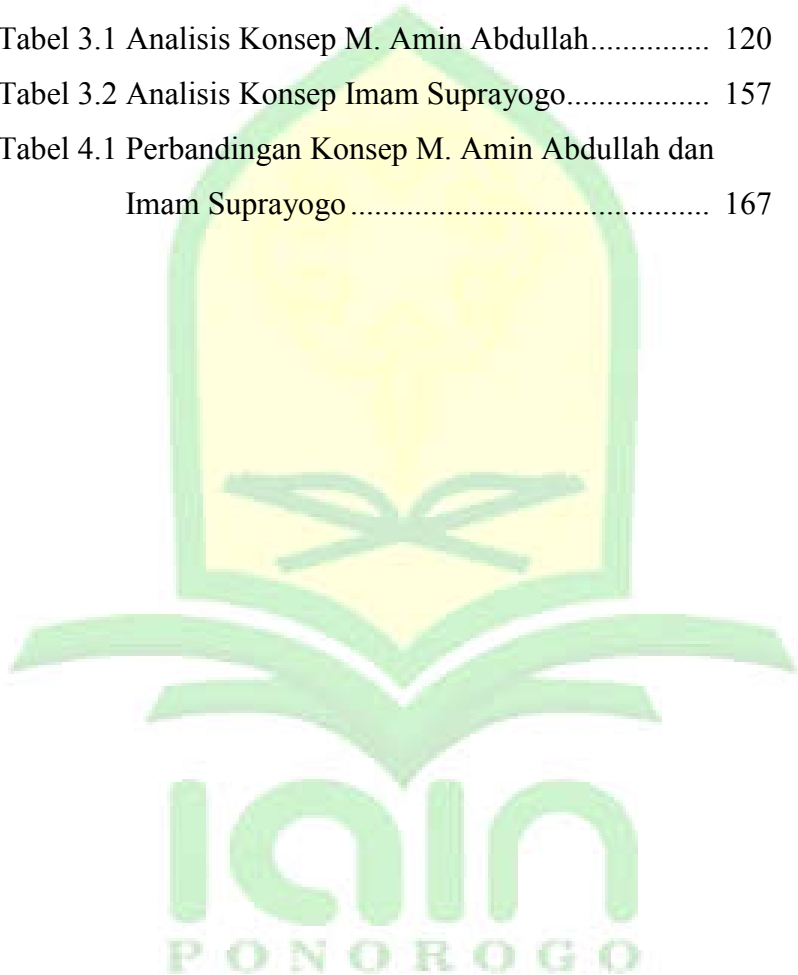 Tabel 3.1 Analisis Konsep M. Amin Abdullah............... 120
Tabel 3.2 Analisis Konsep Imam Suprayogo.................. 157
Tabel 4.1 Perbandingan Konsep M. Amin Abdullah dan
Imam Suprayogo............................................. 167
iain
PONOROGO